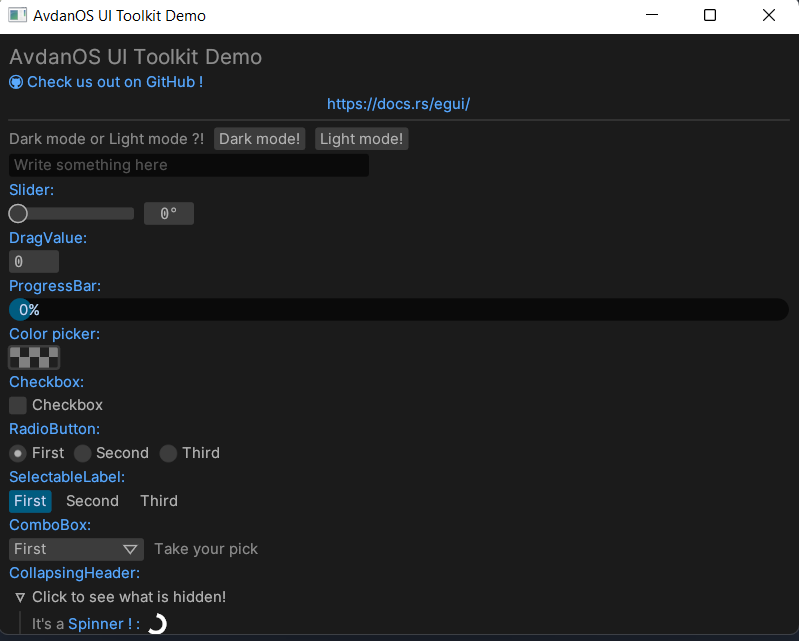 AvdanOS UI Toolkit Demo
AvdanOS UI Toolkit Demo
Check us out on GitHub !
https://docs.rs/egui/
Dark mode or Light mode ?! Dark mode! Light mode!
Write something here
Slider:
0°
DragValue:
0
ProgressBar:
0%
Color picker:
Checkbox:
Checkbox
RadioButton:
First Second Third
SelectableLabel:
First Second Third
ComboBox:
First Take your pick
CollapsingHeader:
Click to see what is hidden!
It's a Spinner ! :